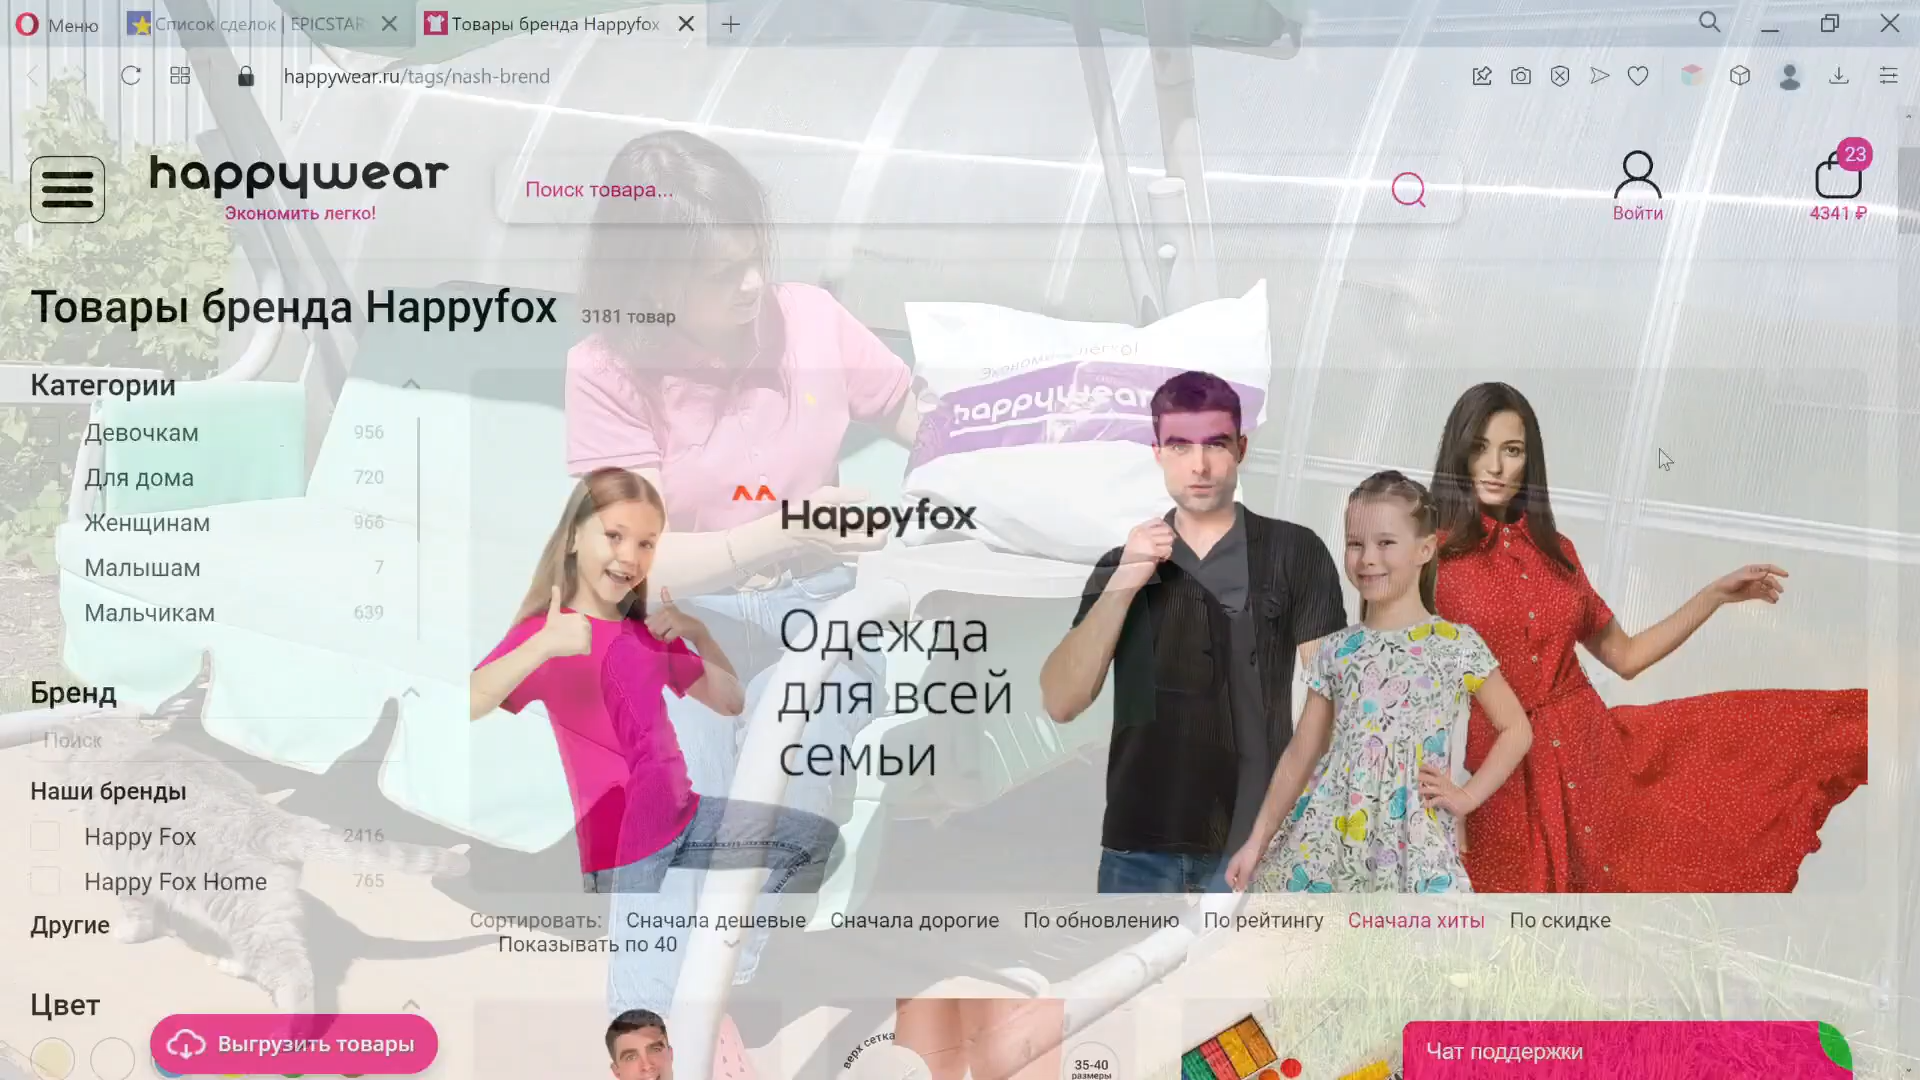 Меню
Список сделок | EPICSTAR
Товары бренда Happyfox
happywear.ru/tags/nash-brend
happywear
Экономить легко!
Поиск товара...
Войти
23
4341 ₽
Товары бренда Happyfox
3181 товар
Категории
Девочкам 956
Для дома 720
Женщинам 966
Малышам 7
Мальчикам 639
happywear
Happyfox
Одежда
для всей
семьи
Бренд
Поиск
Наши бренды
Happy Fox 2416
Happy Fox Home 765
Другие
Сортировать: Сначала дешевые Сначала дорогие По обновлению По рейтингу Сначала хиты По скидке
Показывать по 40
Цвет
Выгрузить товары
верх сетка
35-40
размеры
Чат поддержки